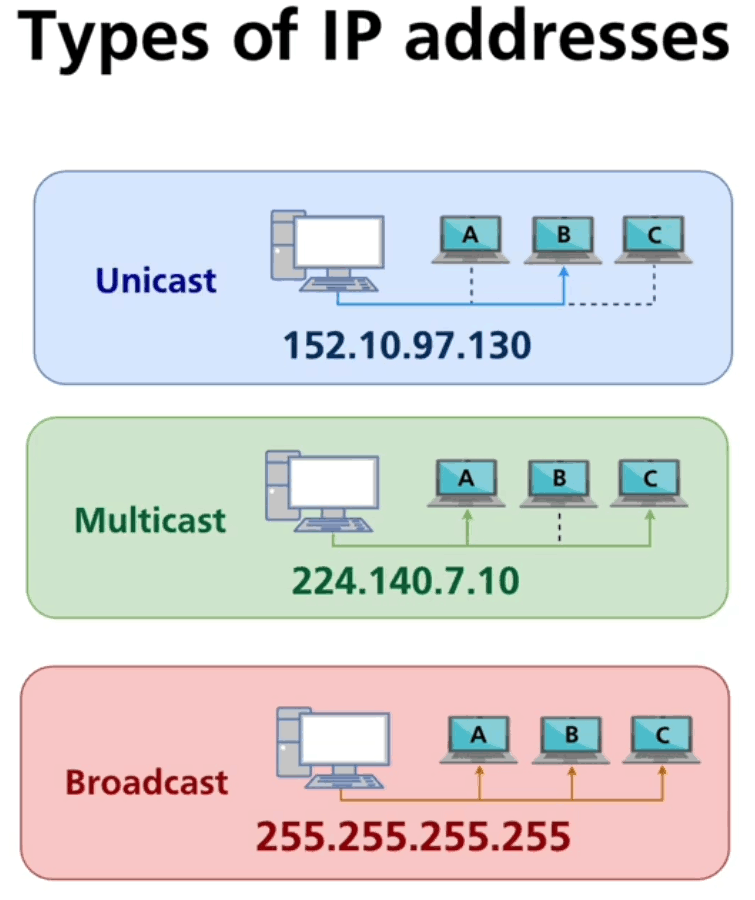 Types of IP addresses
A B C
Unicast
152.10.97.130
A B C
Multicast
224.140.7.10
A B C
Broadcast
255.255.255.255